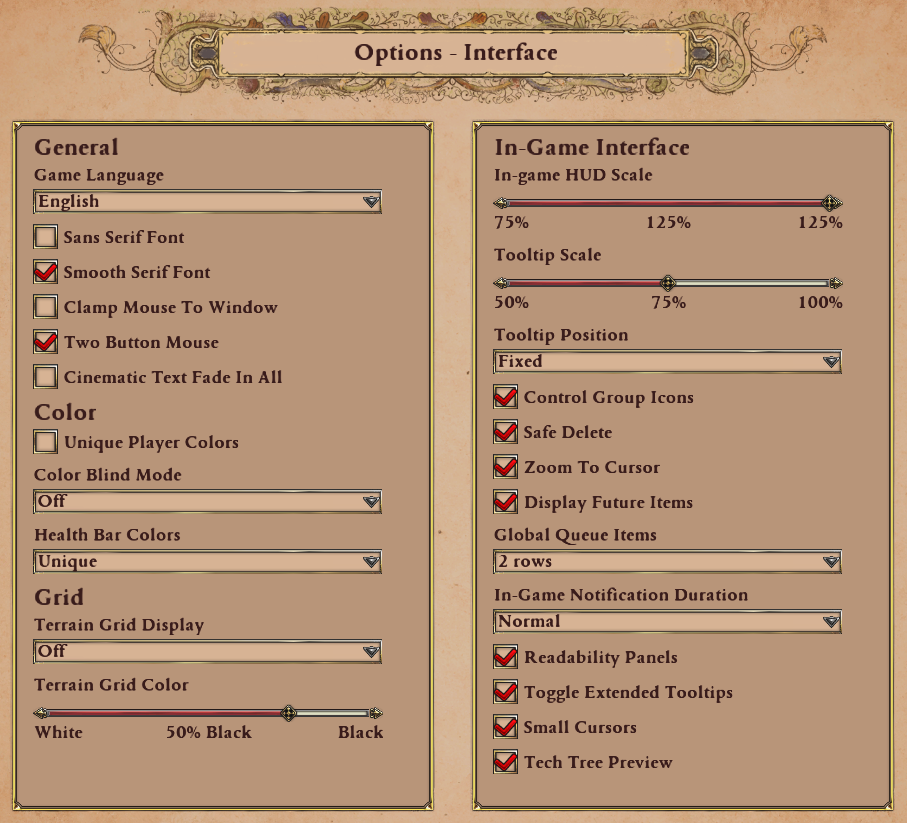 Options - Interface
General
Game Language
English
Sans Serif Font
Smooth Serif Font
Clamp Mouse To Window
Two Button Mouse
Cinematic Text Fade In All
Color
Unique Player Colors
Color Blind Mode
Off
Health Bar Colors
Unique
Grid
Terrain Grid Display
Off
Terrain Grid Color
White 50% Black Black
In-Game Interface
In-game HUD Scale
75% 125% 125%
Tooltip Scale
50% 75% 100%
Tooltip Position
Fixed
Control Group Icons
Safe Delete
Zoom To Cursor
Display Future Items
Global Queue Items
2 rows
In-Game Notification Duration
Normal
Readability Panels
Toggle Extended Tooltips
Small Cursors
Tech Tree Preview